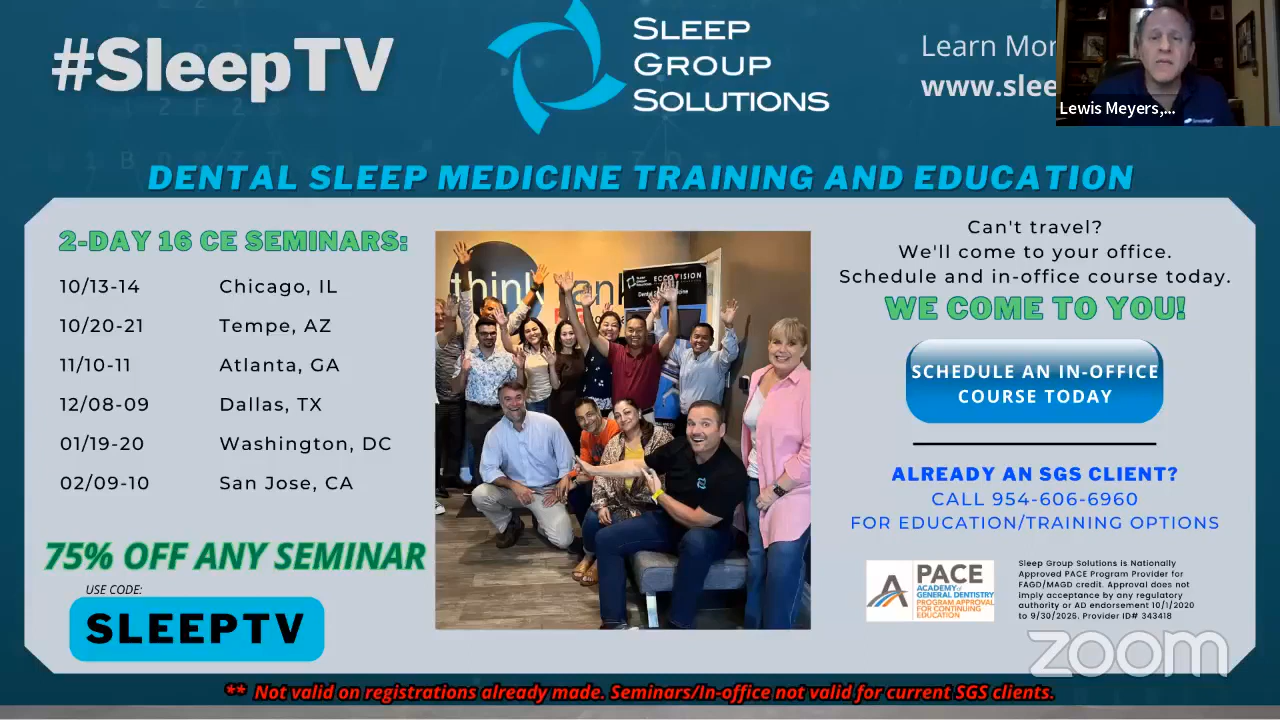 #SleepTV
SLEEP
GROUP
SOLUTIONS
Learn Mor
www.slee
Lewis Meyers,...
DENTAL SLEEP MEDICINE TRAINING AND EDUCATION
2-DAY 16 CE SEMINARS:
10/13-14 Chicago, IL
10/20-21 Tempe, AZ
11/10-11 Atlanta, GA
12/08-09 Dallas, TX
01/19-20 Washington, DC
02/09-10 San Jose, CA
75% OFF ANY SEMINAR
USE CODE:
SLEEPTV
think
ECCOVISION
Can't travel?
We'll come to your office.
Schedule and in-office course today.
WE COME TO YOU!
SCHEDULE AN IN-OFFICE
COURSE TODAY
ALREADY AN SGS CLIENT?
CALL 954-606-6960
FOR EDUCATION/TRAINING OPTIONS
PACE
ACADEMY of
GENERAL DENTISTRY
PROGRAM APPROVAL
FOR CONTINUING
EDUCATION
Sleep Group Solutions is Nationally
Approved PACE Program Provider for
FAGD/MAGD credit. Approval does not
imply acceptance by any regulatory
authority or AD endorsement 10/1/2020
to 9/30/2026. Provider ID# 343418
zoom
** Not valid on registrations already made. Seminars/In-office not valid for current SGS clients.